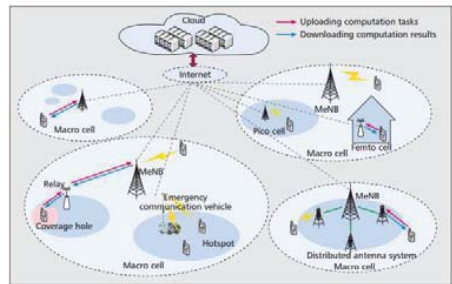 Cloud
Uploading computation tasks
Downloading computation results
Internet
MeNB
Macro cell
Pico cell
Femto cell
Macro cell
Relay
MeNB
Emergency
communication vehicle
Coverage hole
Hotspot
Macro cell
MeNB
Distributed antenna system
Macro cell